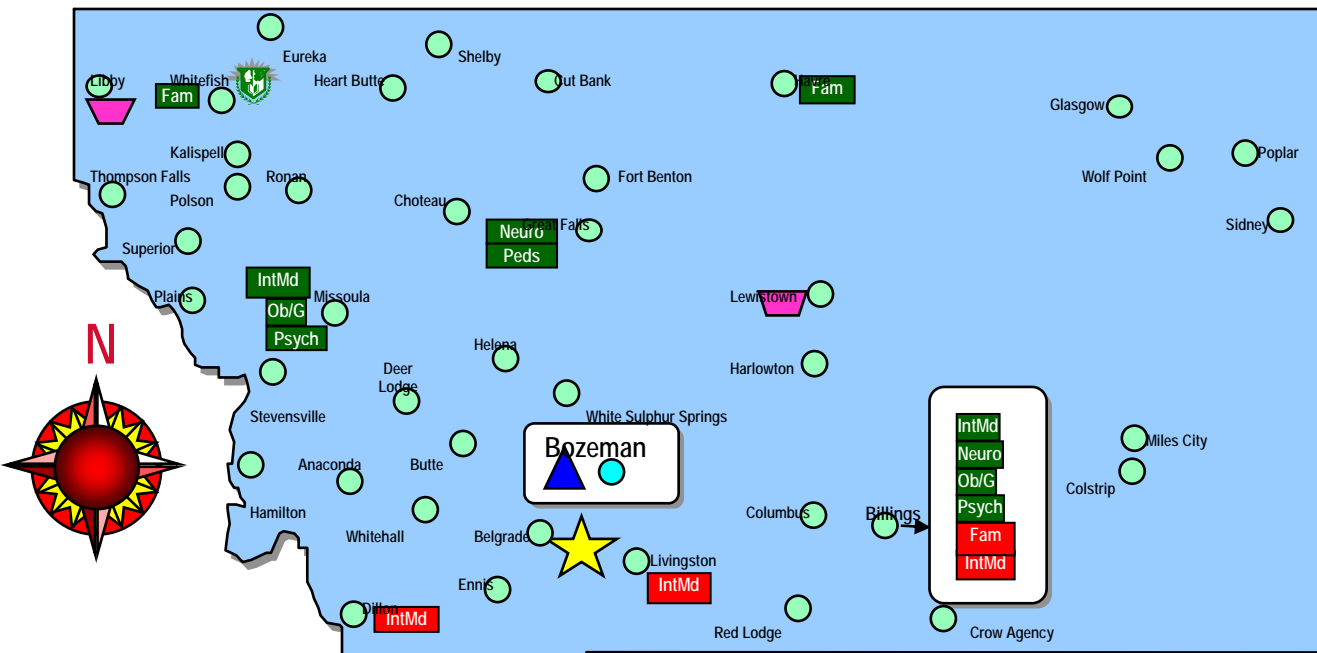 Eureka
Shelby
Libby
Whitefish
Heart Butte
Cut Bank
Havre
Fam
Fam
Glasgow
Kalispell
Poplar
Thompson Falls
Ronan
Fort Benton
Wolf Point
Polson
Choteau
Great Falls
Neuro
Peds
Sidney
Superior
IntMd
Plains
Missoula
Ob/G
Psych
Lewistown
N
Helena
Deer
Lodge
Harlowton
Stevensville
White Sulphur Springs
IntMd
Neuro
Ob/G
Psych
Fam
IntMd
Bozeman
Miles City
Anaconda
Butte
Colstrip
Hamilton
Columbus
Billings
Whitehall
Belgrade
Livingston
IntMd
Ennis
Dillon
IntMd
Red Lodge
Crow Agency